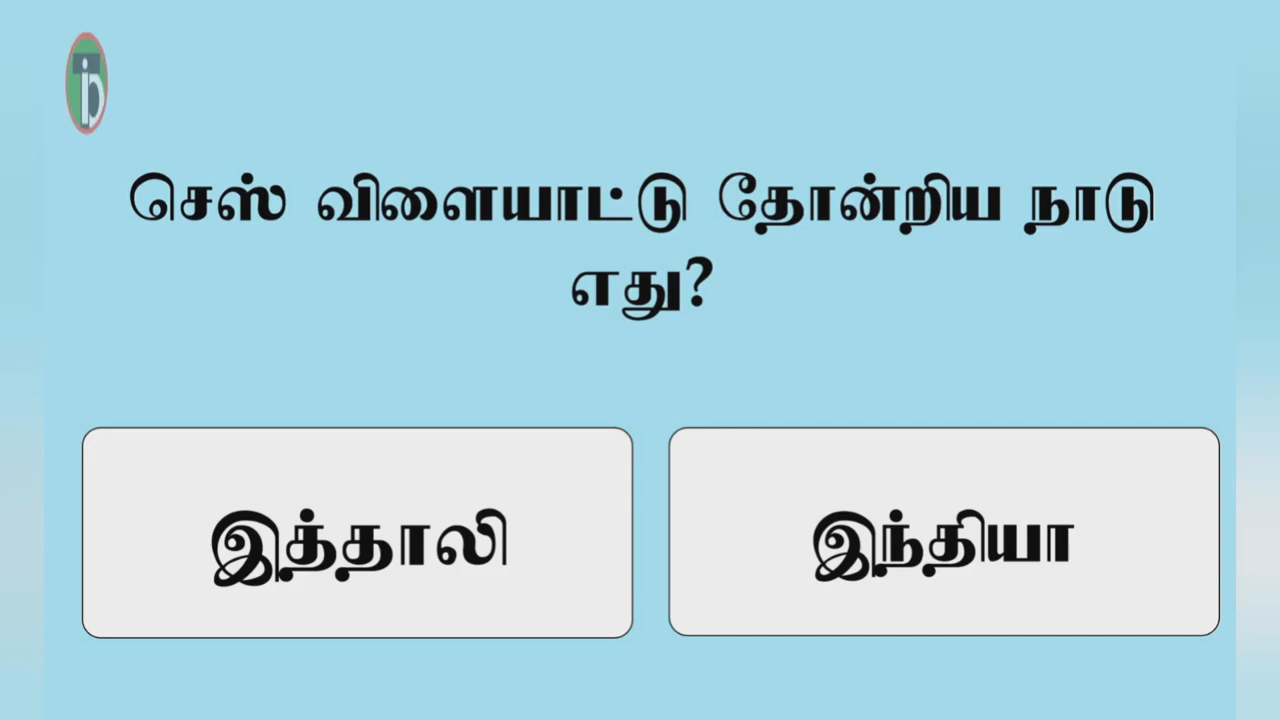 செஸ் விளையாட்டு தோன்றிய நாடு
எது?
இத்தாலி
இந்தியா